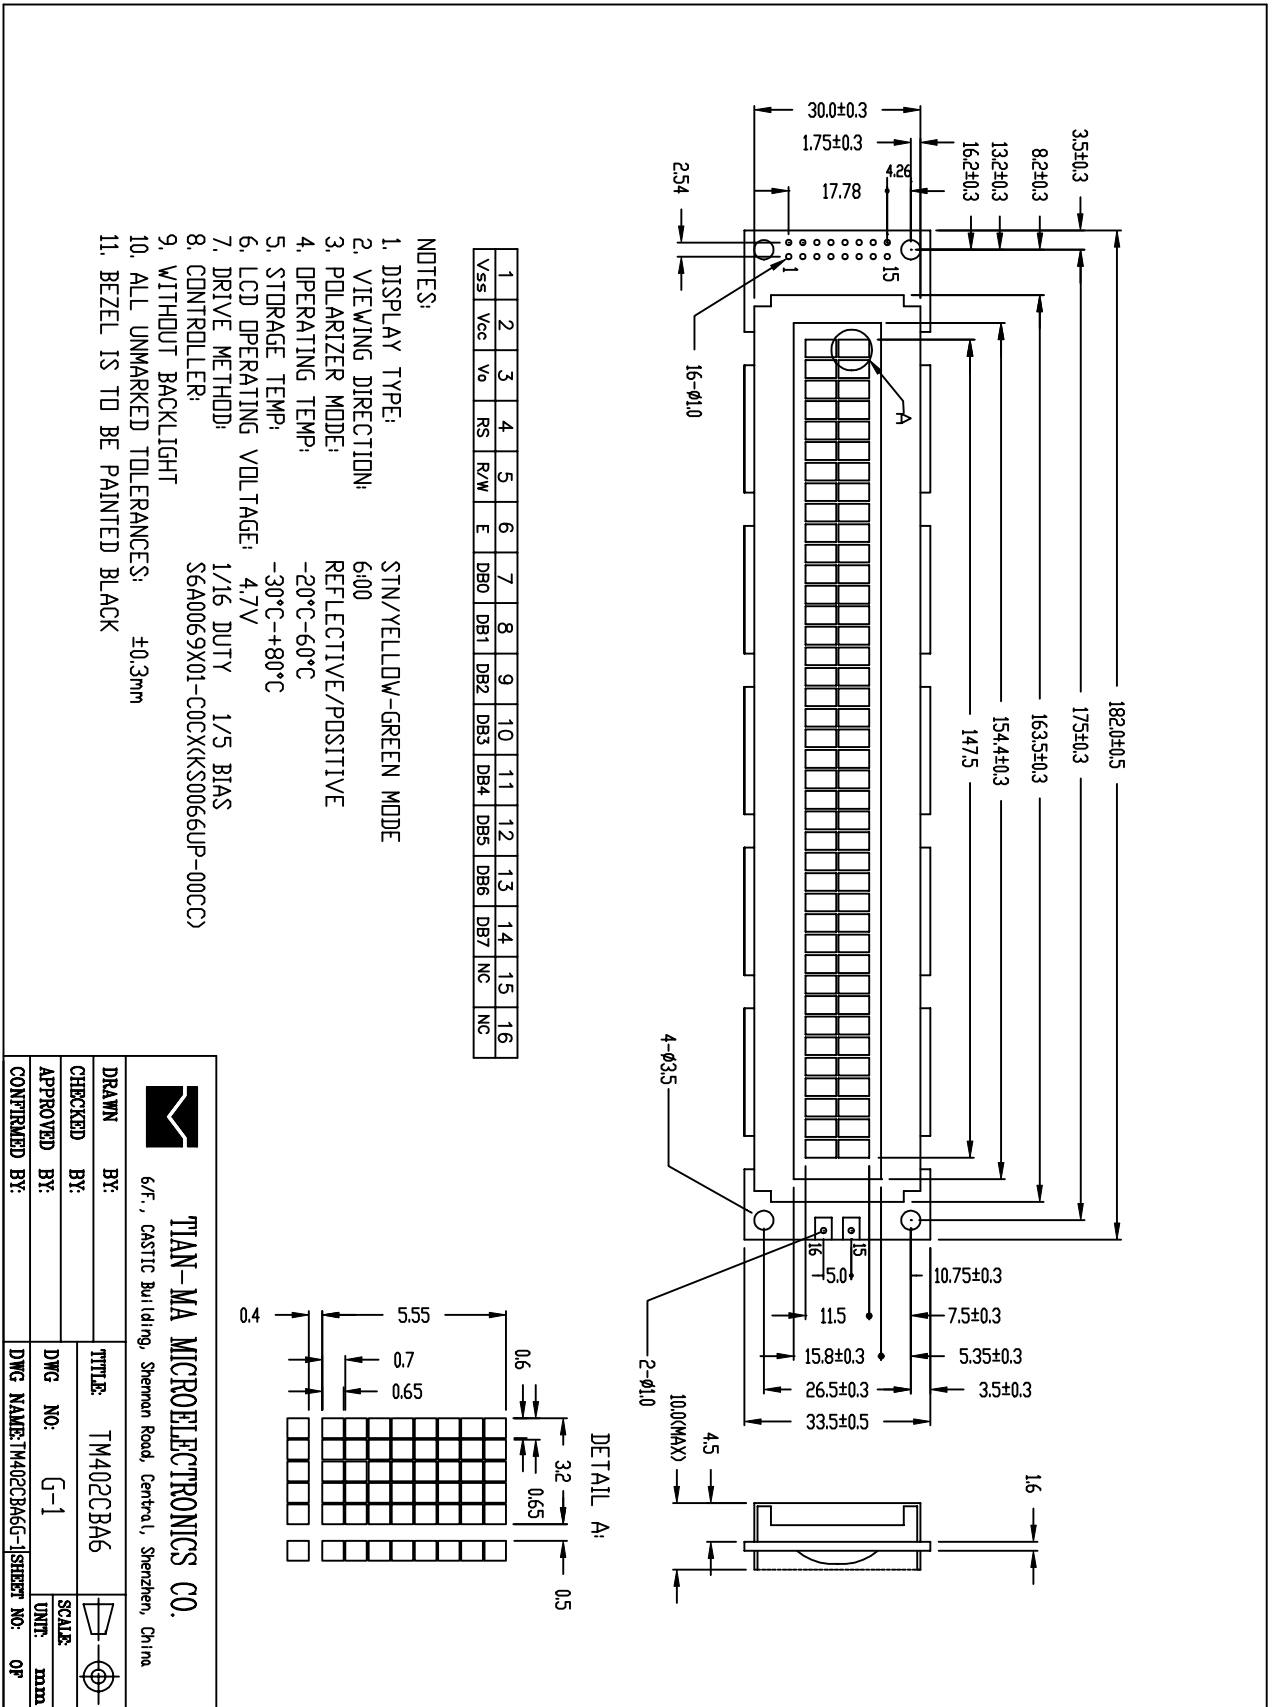 182.0±0.5
175±0.3
163.5±0.3
154.4±0.3
147.5
3.5±0.3
8.2±0.3
13.2±0.3
16.2±0.3
30.0±0.3
1.75±0.3
4.26
17.78
2.54
1
15
16-ø1.0
A
4-ø3.5
16
15
5.0
10.75±0.3
11.5
7.5±0.3
15.8±0.3
5.35±0.3
26.5±0.3
3.5±0.3
33.5±0.5
2-ø1.0
10.0(MAX)
4.5
1.6
1 2 3 4 5 6 7 8 9 10 11 12 13 14 15 16
Vss Vcc Vo RS R/W E DB0 DB1 DB2 DB3 DB4 DB5 DB6 DB7 NC NC
DETAIL A:
3.2
0.5
0.6
0.65
5.55
0.4
0.7
0.65
NOTES:
1. DISPLAY TYPE: STN/YELLOW-GREEN MODE
2. VIEWING DIRECTION: 6:00
3. POLARIZER MODE: REFLECTIVE/POSITIVE
4. OPERATING TEMP: -20°C-60°C
5. STORAGE TEMP: -30°C-+80°C
6. LCD OPERATING VOLTAGE: 4.7V
7. DRIVE METHOD: 1/16 DUTY 1/5 BIAS
8. CONTROLLER: S6A0069X01-C0CX(KS0066UP-00CC)
9. WITHOUT BACKLIGHT
10. ALL UNMARKED TOLERANCES: ±0.3mm
11. BEZEL IS TO BE PAINTED BLACK
TIAN-MA MICROELECTRONICS CO.
6/F., CASTIC Building, Shennan Road, Central, Shenzhen, China
DRAWN BY:
CHECKED BY:
APPROVED BY:
CONFIRMED BY:
TITLE: TM402CBA6
DWG NO: G-1
SCALE:
UNIT: mm
DWG NAME:TM402CBA6G-1
SHEET NO: OF